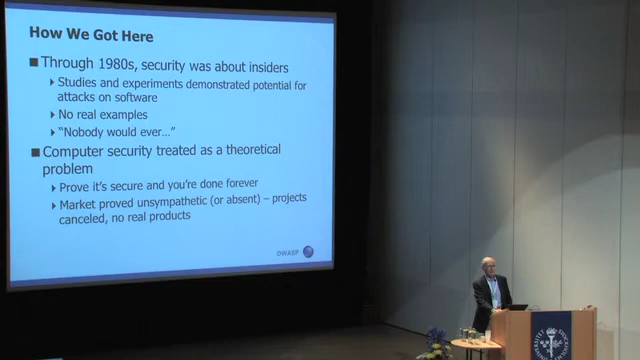 How We Got Here
Through 1980s, security was about insiders
Studies and experiments demonstrated potential for
attacks on software
No real examples
"Nobody would ever…"
Computer security treated as a theoretical
problem
Prove it's secure and you're done forever
Market proved unsympathetic (or absent) – projects
canceled, no real products
OWASP